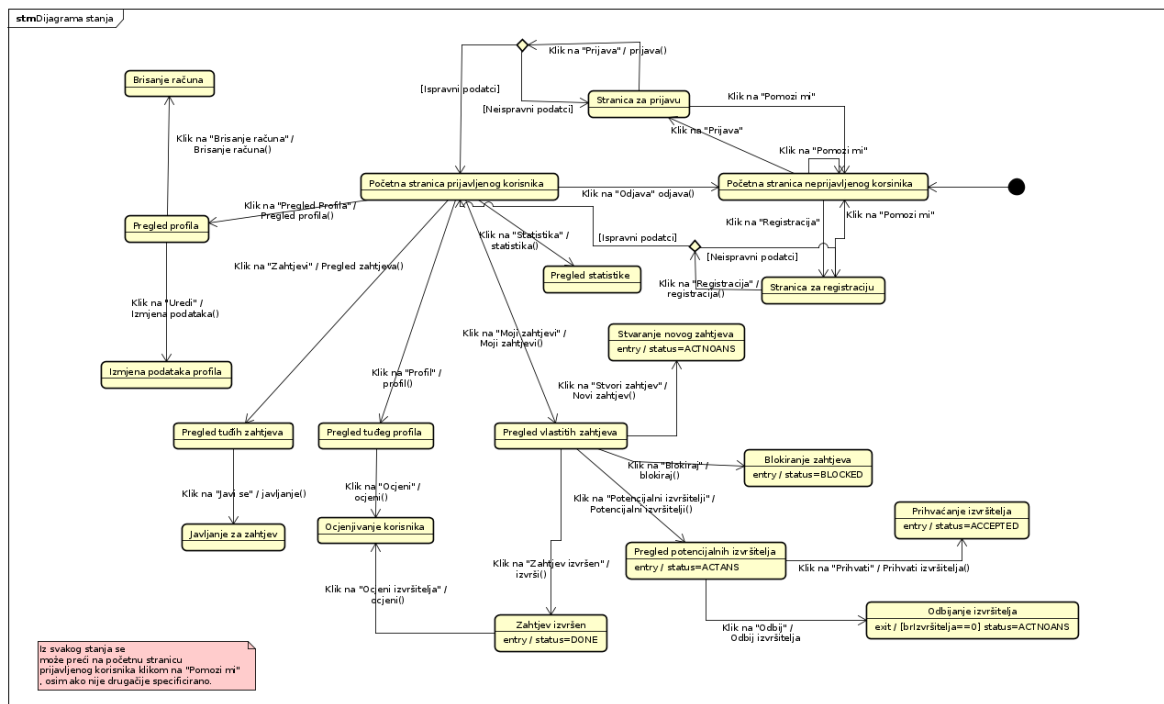 stm Dijagrama stanja
Klik na "Prijava" / prijava()
Brisanje računa
[Ispravni podatci]
[Neispravni podatci]
Stranica za prijavu
Klik na "Pomozi mi"
Klik na "Prijava"
Klik na "Brisanje računa" /
Brisanje računa()
Klik na "Pomozi mi"
Početna stranica prijavljenog korisnika
Klik na "Odjava" odjava()
Početna stranica neprijavljenog korsinika
Klik na "Pregled Profila" /
Pregled profila()
Pregled profila
Klik na "Registracija"
Klik na "Pomozi mi"
Klik na "Statistika" /
statistika()
[Ispravni podatci]
[Neispravni podatci]
Klik na "Zahtjevi" / Pregled zahtjeva()
Pregled statistike
Klik na "Registracija" /
registracija()
Stranica za registraciju
Klik na "Uredi" /
Izmjena podataka()
Klik na "Moji zahtjevi" /
Moji zahtjevi()
Stvaranje novog zahtjeva
entry / status=ACTNOANS
Izmjena podataka profila
Klik na "Profil" /
profil()
Klik na "Stvori zahtjev" /
Novi zahtjev()
Pregled tuđih zahtjeva
Pregled tuđeg profila
Pregled vlastitih zahtjeva
Klik na "Blokiraj" /
blokiraj()
Blokiranje zahtjeva
entry / status=BLOCKED
Klik na "Javi se" / javljanje()
Klik na "Ocjeni" /
ocjeni()
Klik na "Potencijalni izvršitelji" /
Potencijalni izvršitelji()
Prihvaćanje izvršitelja
entry / status=ACCEPTED
Javljanje za zahtjev
Ocjenjivanje korisnika
Pregled potencijalnih izvršitelja
entry / status=ACTANS
Klik na "Zahtjev izvršen" /
izvrši()
Klik na "Prihvati" / Prihvati izvršitelja()
Klik na "Ocjeni izvršitelja" /
ocjeni()
Zahtjev izvršen
entry / status=DONE
Klik na "Odbij" /
Odbij izvršitelja
Odbijanje izvršitelja
exit / [brIzvršitelja==0] status=ACTNOANS
Iz svakog stanja se
može preći na početnu stranicu
prijavljenog korisnika klikom na "Pomozi mi"
, osim ako nije drugačije specificirano.